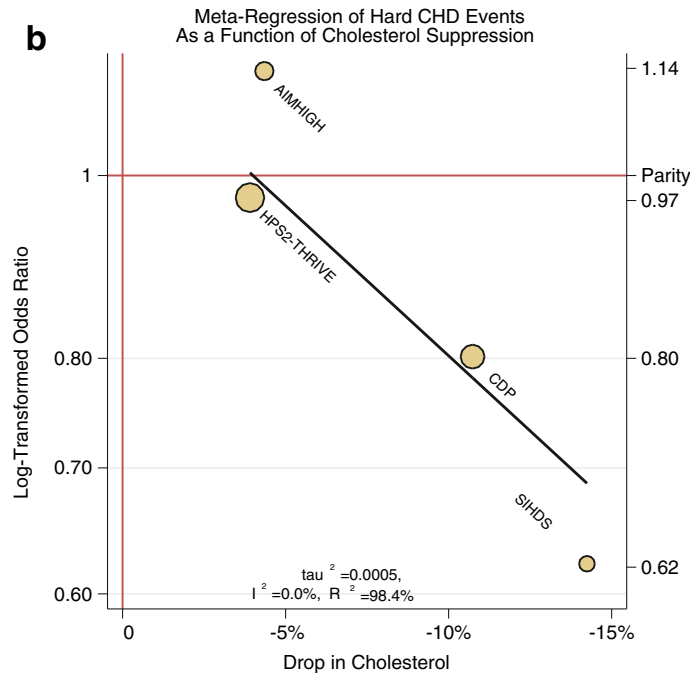 b
Meta-Regression of Hard CHD Events
As a Function of Cholesterol Suppression
Log-Transformed Odds Ratio
1
0.80
0.70
0.60
1.14
Parity
0.97
0.80
0.62
AIMHIGH
HPS2-THRIVE
CDP
SIHDS
tau ² =0.0005,
I ² =0.0%, R ² =98.4%
0 -5% -10% -15%
Drop in Cholesterol